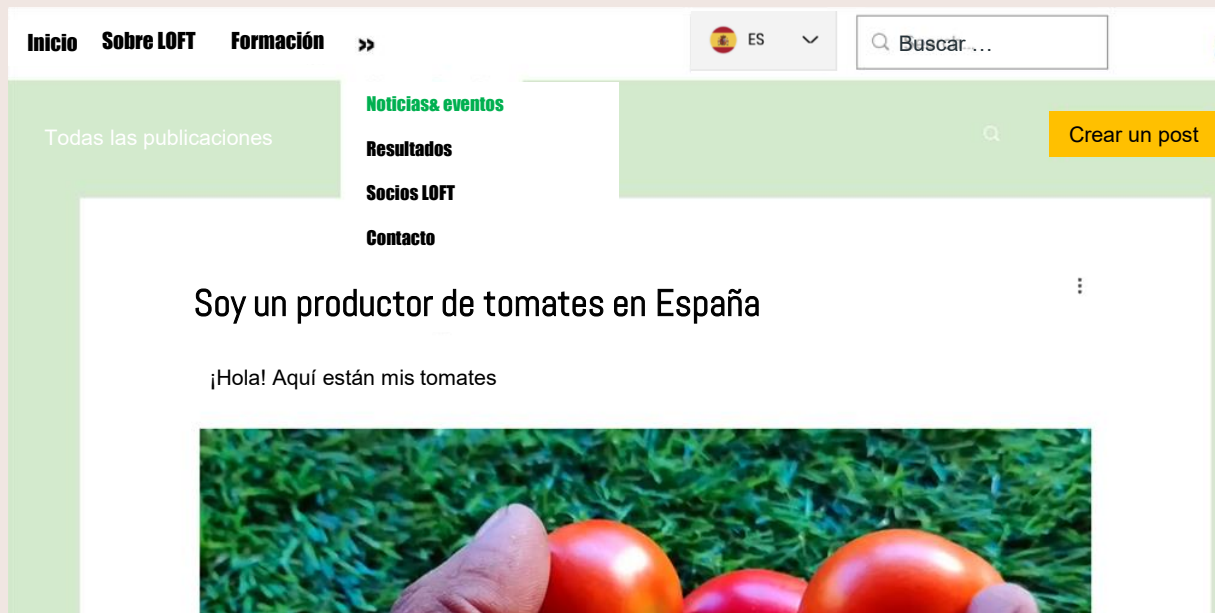 Inicio Sobre LOFT Formación »
ES
Buscar ...
Noticias& eventos
Resultados
Socios LOFT
Contacto
Todas las publicaciones
Crear un post
Soy un productor de tomates en España
¡Hola! Aquí están mis tomates